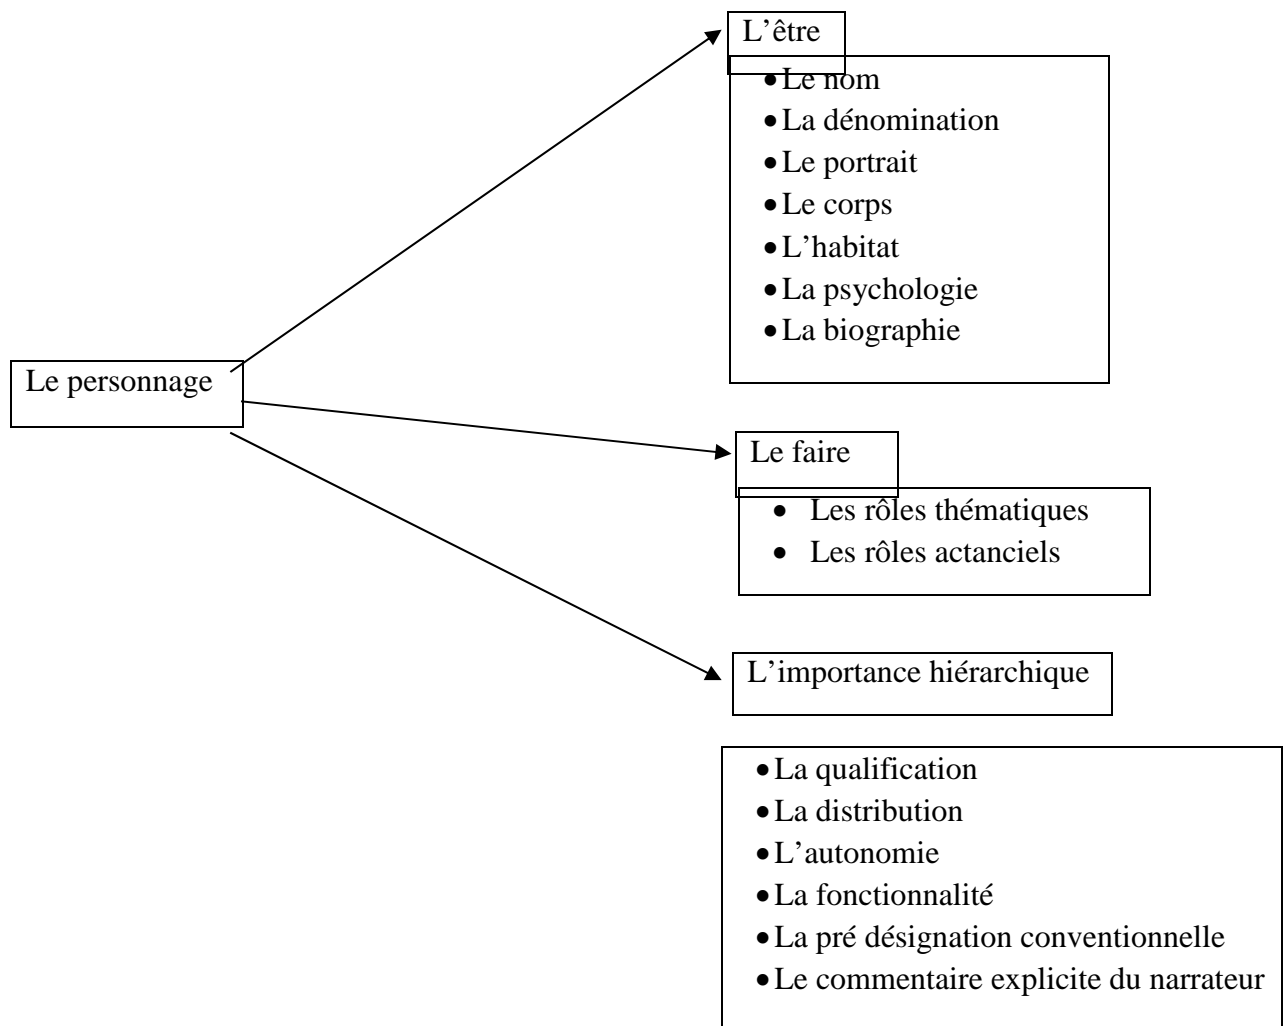 L’être
• Le nom
• La dénomination
• Le portrait
• Le corps
• L’habitat
• La psychologie
• La biographie
Le personnage
Le faire
• Les rôles thématiques
• Les rôles actanciels
L’importance hiérarchique
• La qualification
• La distribution
• L’autonomie
• La fonctionnalité
• La pré désignation conventionnelle
• Le commentaire explicite du narrateur